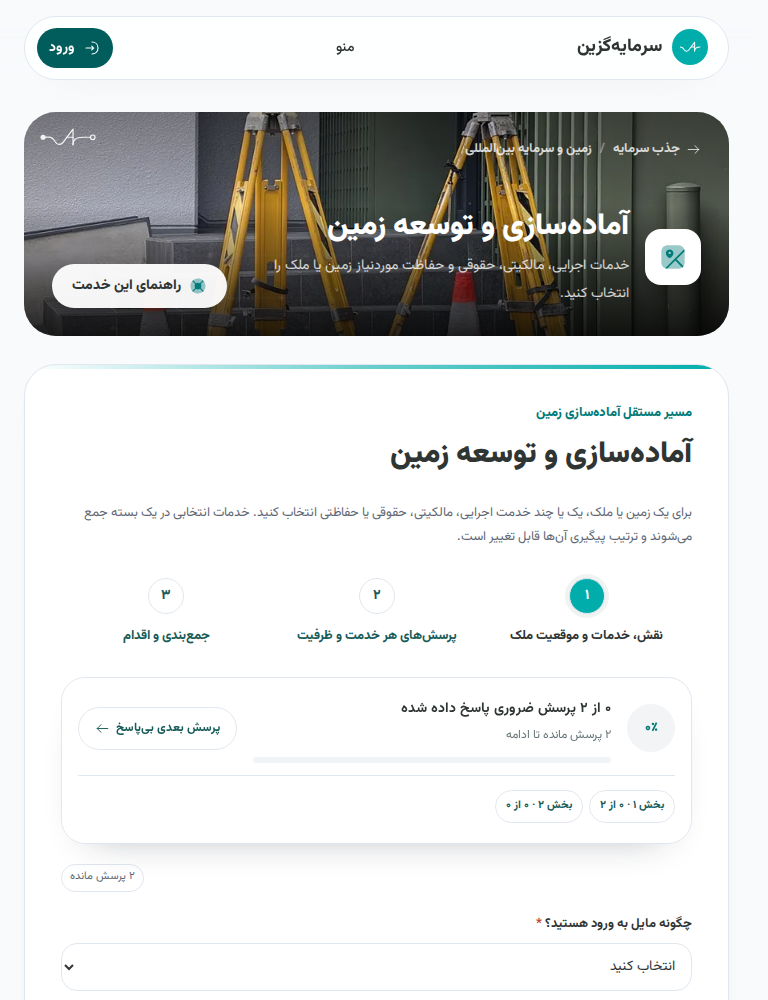 سرمایه‌گزین
منو
ورود
جذب سرمایه / زمین و سرمایه بین‌المللی
آماده‌سازی و توسعه زمین
خدمات اجرایی، مالکیتی، حقوقی و حفاظت موردنیاز زمین یا ملک را
انتخاب کنید.
راهنمای این خدمت
مسیر مستقل آماده‌سازی زمین
آماده‌سازی و توسعه زمین
برای یک زمین یا ملک، یک یا چند خدمت اجرایی، مالکیتی، حقوقی یا حفاظتی انتخاب کنید. خدمات انتخابی در یک بسته جمع
می‌شوند و ترتیب پیگیری آن‌ها قابل تغییر است.
۱
نقش، خدمات و موقعیت ملک
۲
پرسش‌های هر خدمت و ظرفیت
۳
جمع‌بندی و اقدام
۰٪
۰ از ۲ پرسش ضروری پاسخ داده شده
۲ پرسش مانده تا ادامه
پرسش بعدی بی‌پاسخ
بخش ۱ · ۰ از ۲
بخش ۲ · ۰ از ۰
۲ پرسش مانده
چگونه مایل به ورود هستید؟ *
انتخاب کنید